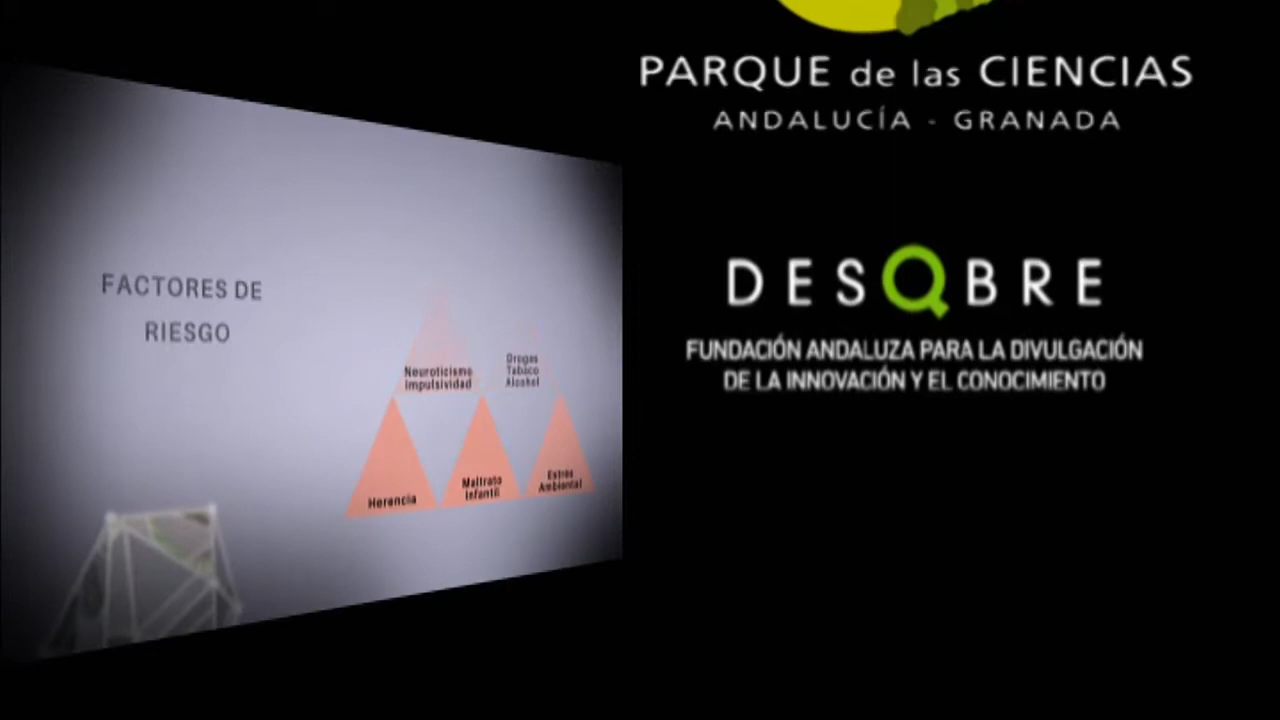 FACTORES DE
RIESGO
Neuroticismo
impulsividad
Drogas
Tabaco
Alcohol
Herencia
Maltrato
infantil
Estrés
Ambiental
PARQUE de las CIENCIAS
ANDALUCÍA - GRANADA
DESQBRE
FUNDACIÓN ANDALUZA PARA LA DIVULGACIÓN
DE LA INNOVACIÓN Y EL CONOCIMIENTO